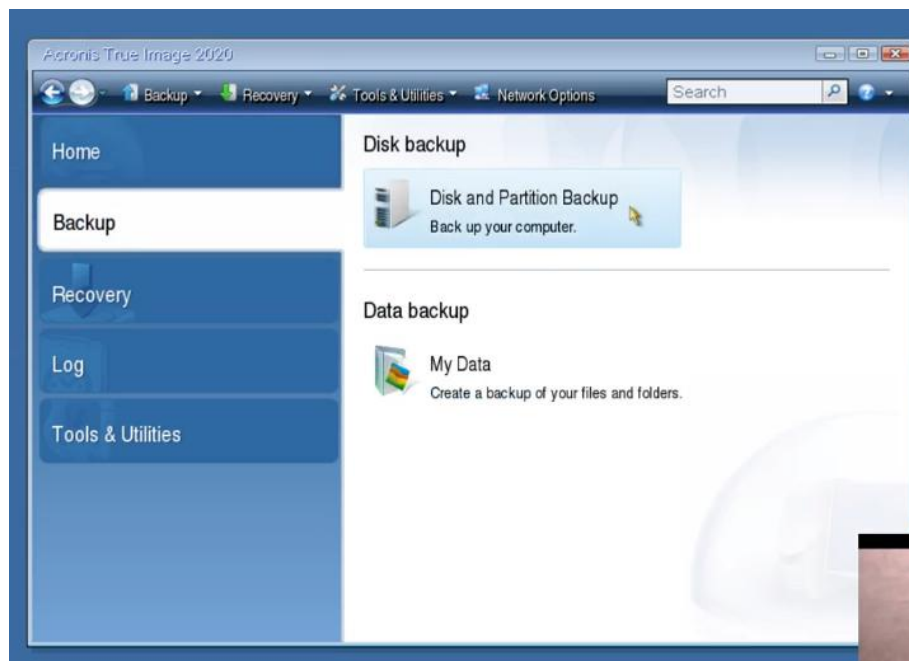 Acronis True Image 2020
Backup Recovery Tools & Utilities Network Options Search
Home
Backup
Recovery
Log
Tools & Utilities
Disk backup
Disk and Partition Backup
Back up your computer.
Data backup
My Data
Create a backup of your files and folders.